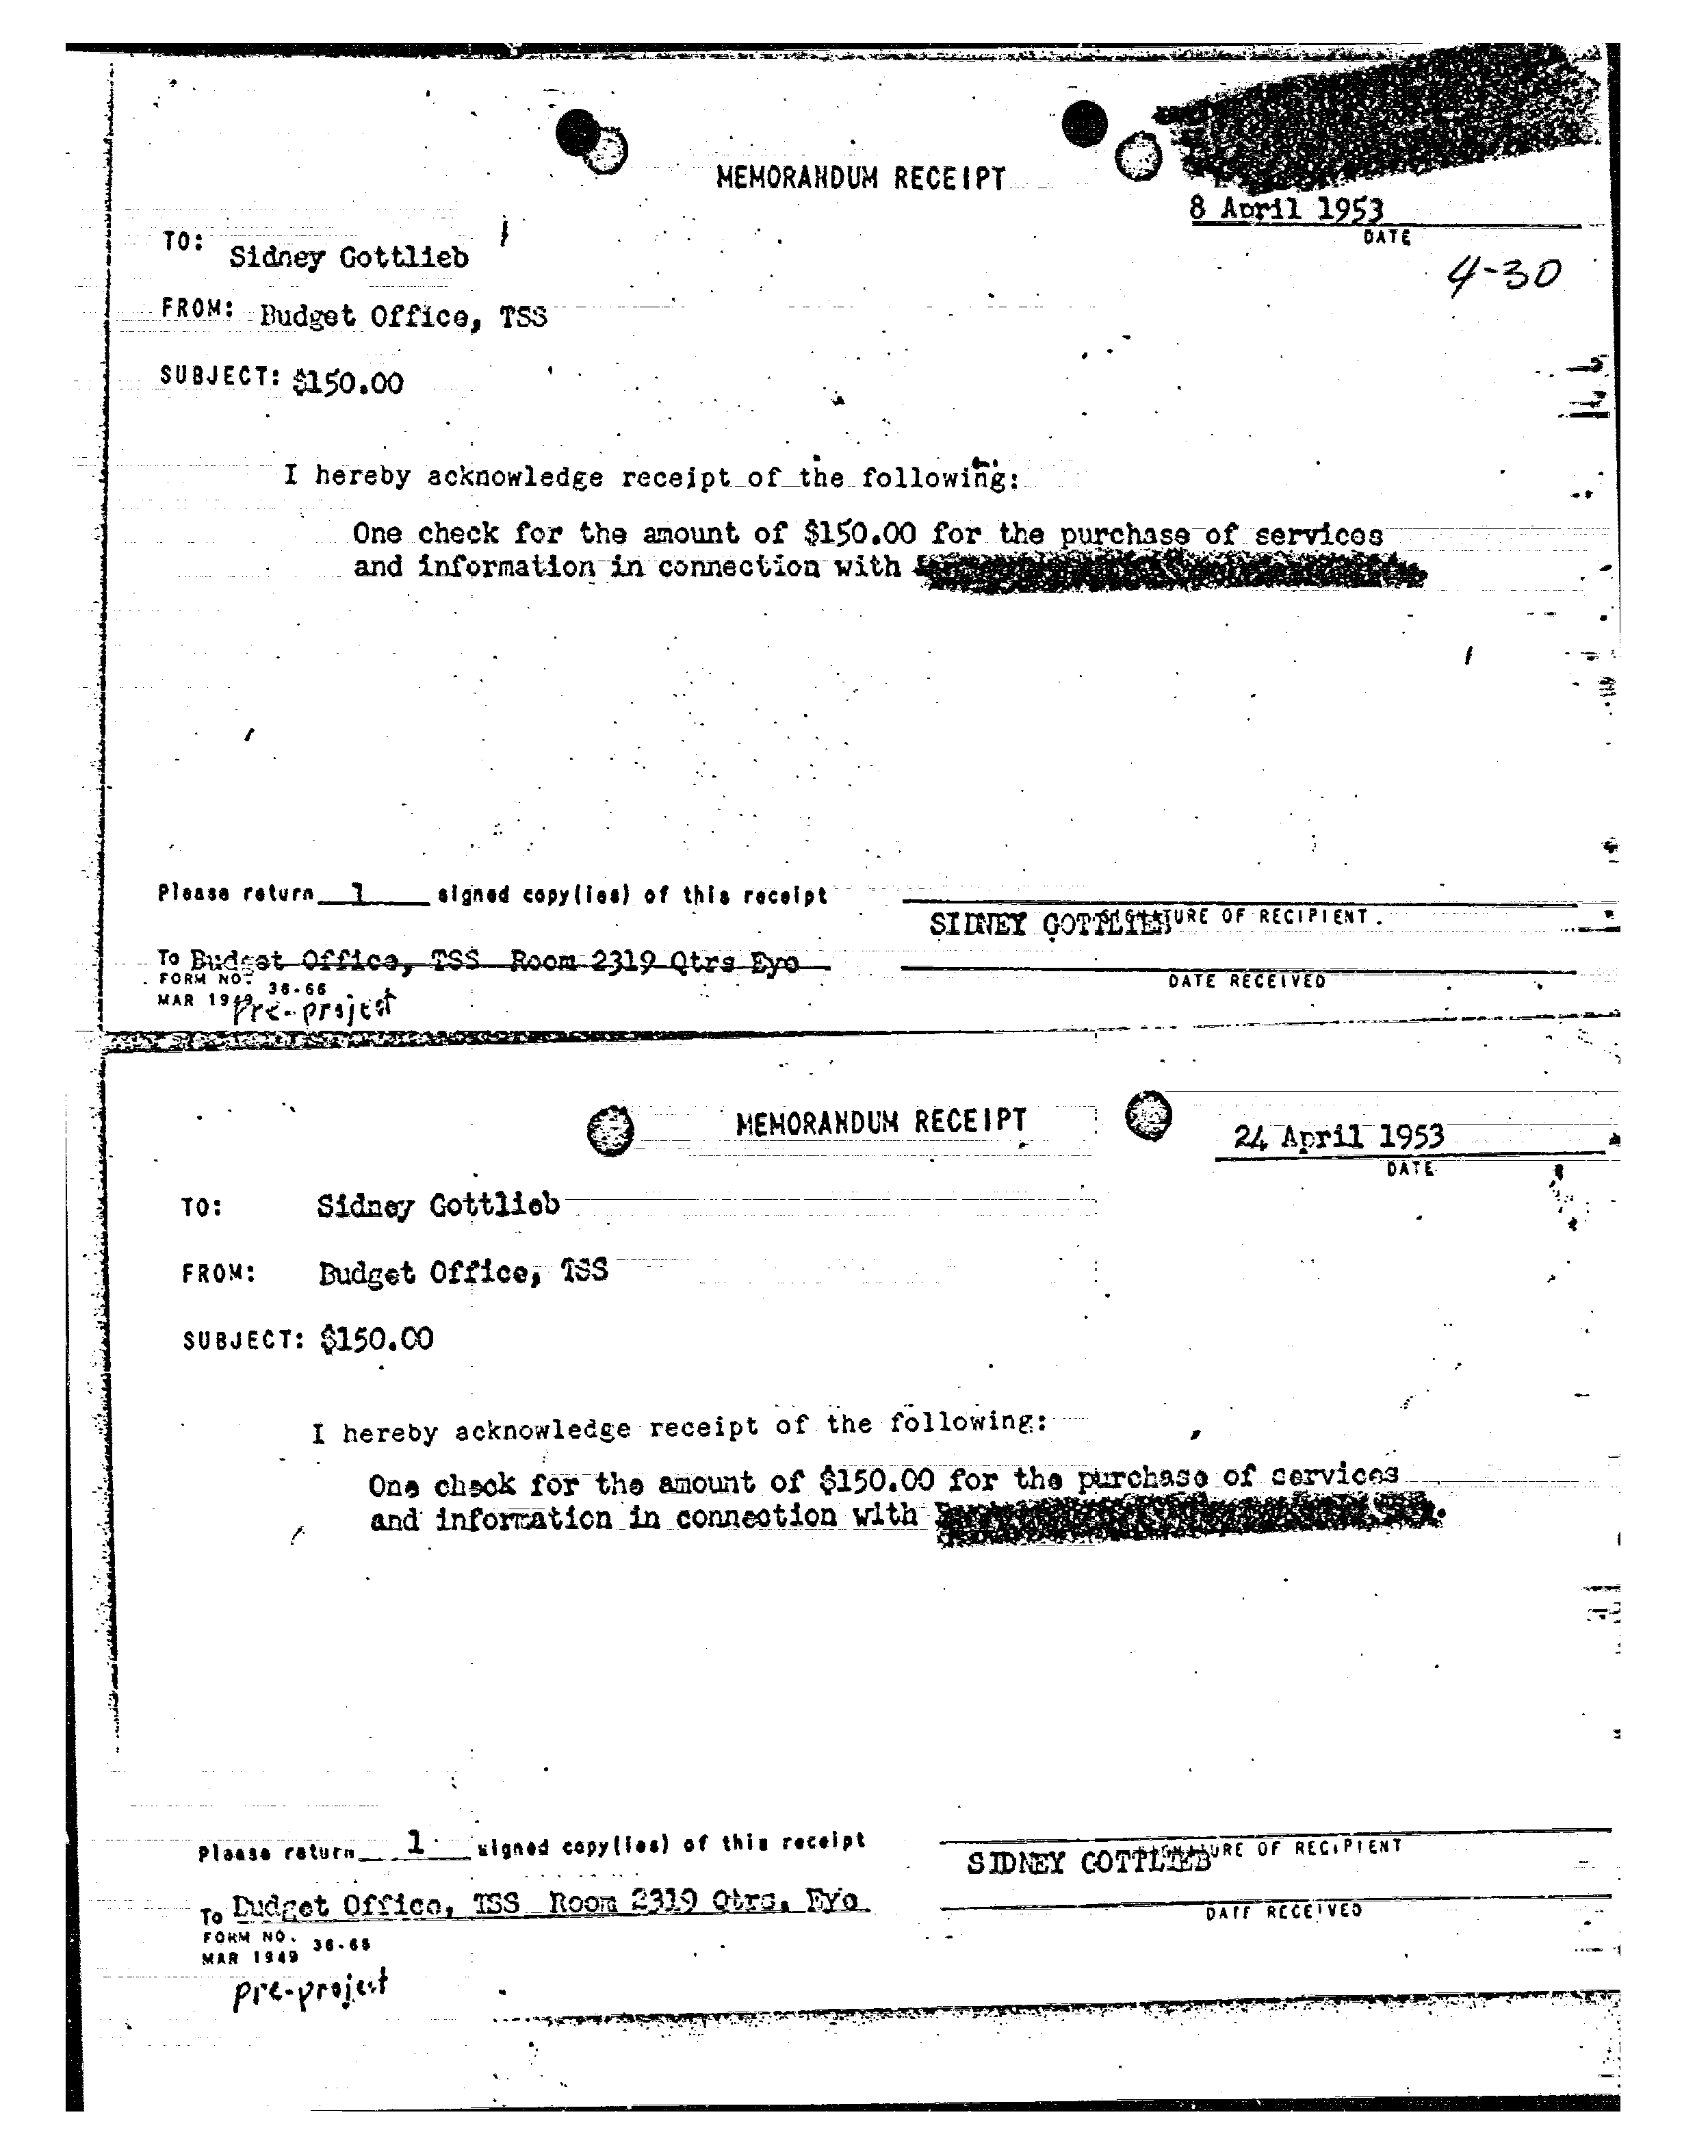 MEMORANDUM RECEIPT
8 April 1953
DATE
4-30
TO: Sidney Gottlieb
FROM: Budget Office, TSS
SUBJECT: $150.00
I hereby acknowledge receipt of the following:
One check for the amount of $150.00 for the purchase of services
and information in connection with
Please return 1 signed copy(ies) of this receipt
SIDNEY GOTTLIEB SIGNATURE OF RECIPIENT
To Budget Office, TSS Room 2319 Qtrs Eye
DATE RECEIVED
FORM NO. 36-66
MAR 1949
Pre-project
MEMORANDUM RECEIPT
24 April 1953
DATE
TO: Sidney Gottlieb
FROM: Budget Office, TSS
SUBJECT: $150.00
I hereby acknowledge receipt of the following:
One check for the amount of $150.00 for the purchase of services
and information in connection with
Please return 1 signed copy(ies) of this receipt
SIDNEY GOTTLIEB SIGNATURE OF RECIPIENT
To Budget Office, TSS Room 2319 Qtrs. Eye
DATE RECEIVED
FORM NO. 36-66
MAR 1949
pre-project